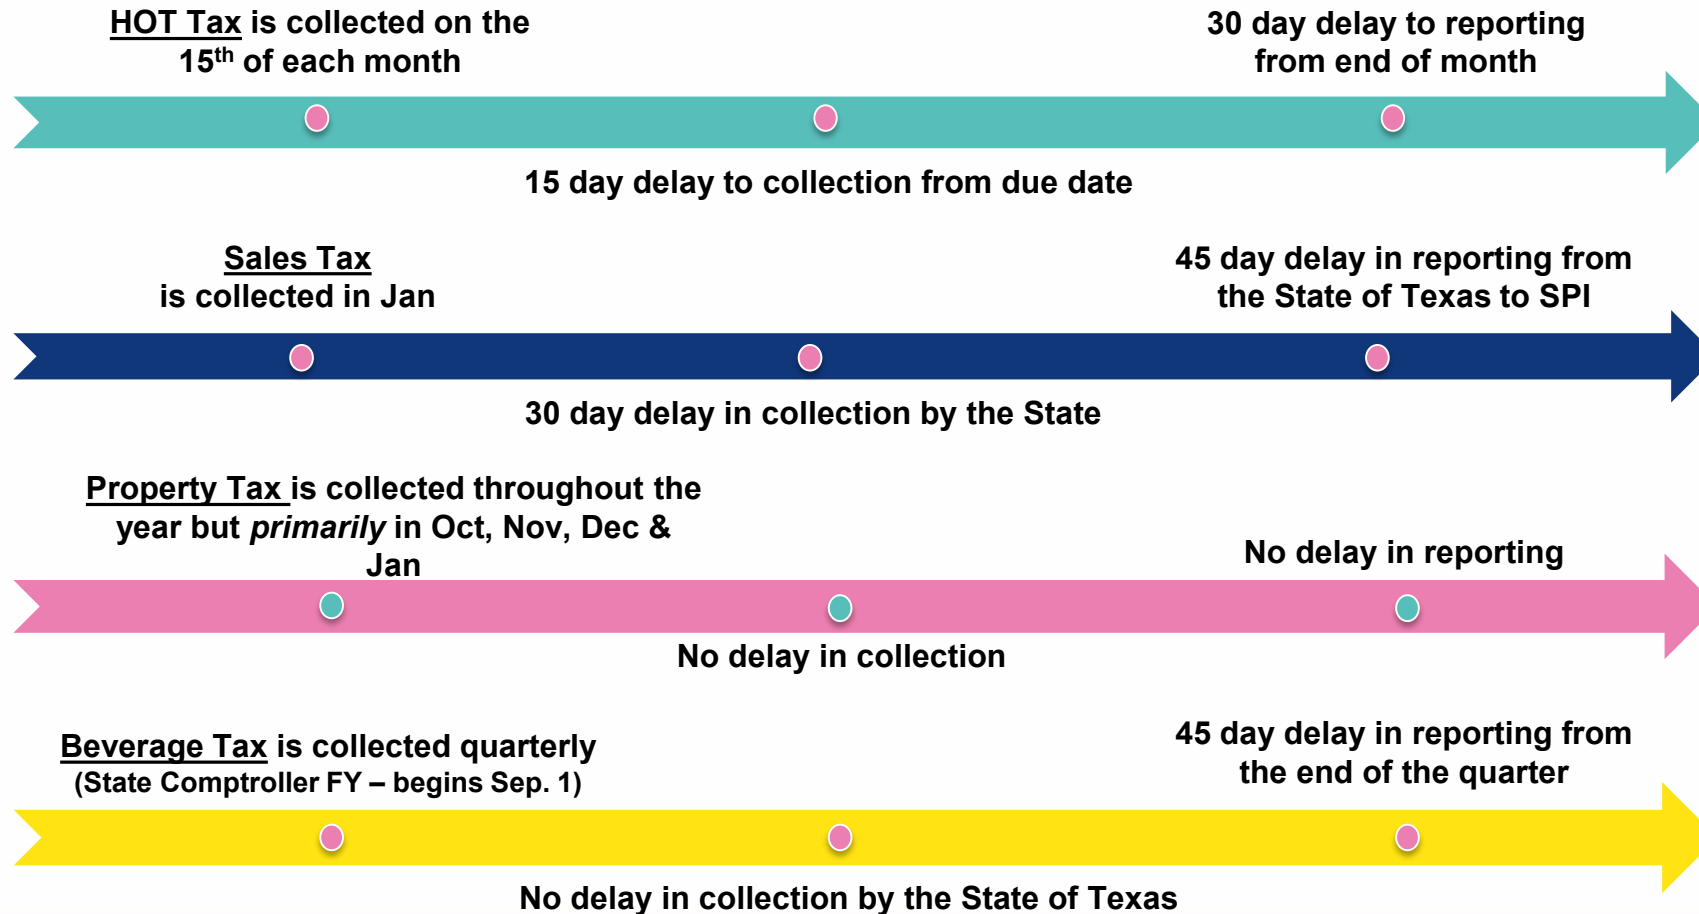 HOT Tax is collected on the
15th of each month
30 day delay to reporting
from end of month
15 day delay to collection from due date
Sales Tax
is collected in Jan
45 day delay in reporting from
the State of Texas to SPI
30 day delay in collection by the State
Property Tax is collected throughout the
year but primarily in Oct, Nov, Dec &
Jan
No delay in reporting
No delay in collection
Beverage Tax is collected quarterly
(State Comptroller FY – begins Sep. 1)
45 day delay in reporting from
the end of the quarter
No delay in collection by the State of Texas